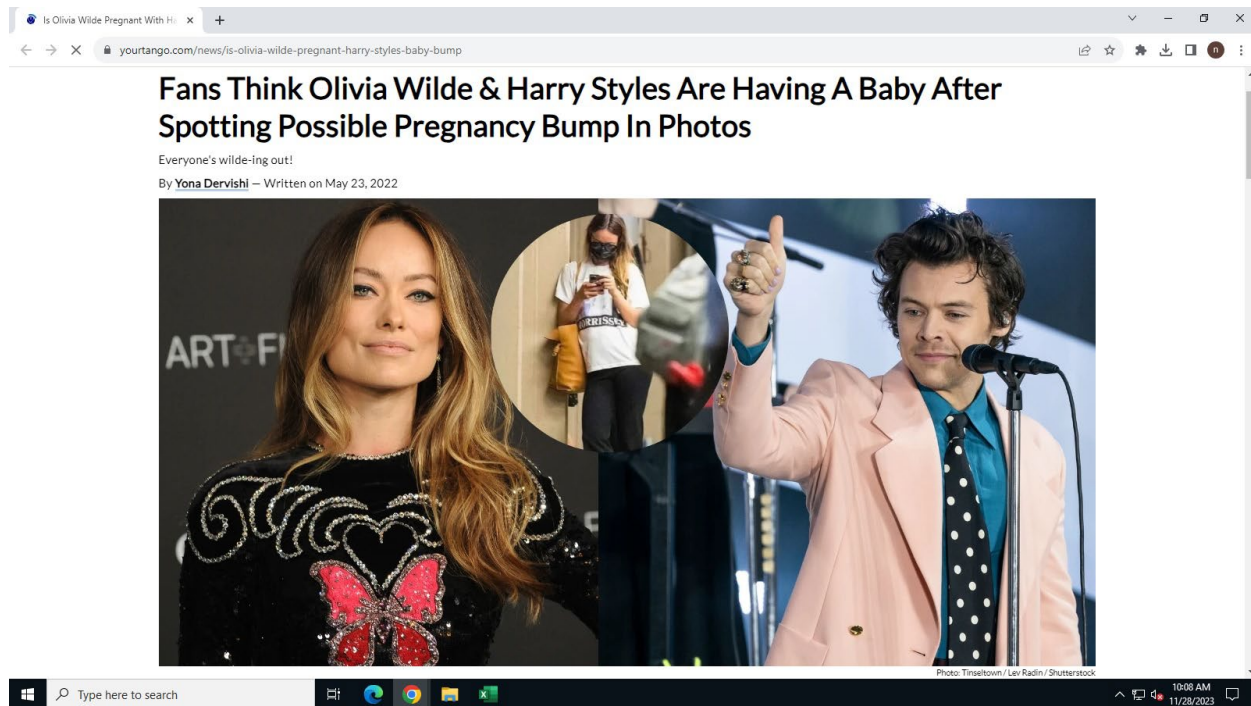 Is Olivia Wilde Pregnant With Ha
yourtango.com/news/is-olivia-wilde-pregnant-harry-styles-baby-bump
n
Fans Think Olivia Wilde & Harry Styles Are Having A Baby After
Spotting Possible Pregnancy Bump In Photos
Everyone's wilde-ing out!
By Yona Dervishi — Written on May 23, 2022
ART+FI
ORRISSEY
Photo: Tinseltown / Lev Radin / Shutterstock
Type here to search
10:08 AM
11/28/2023